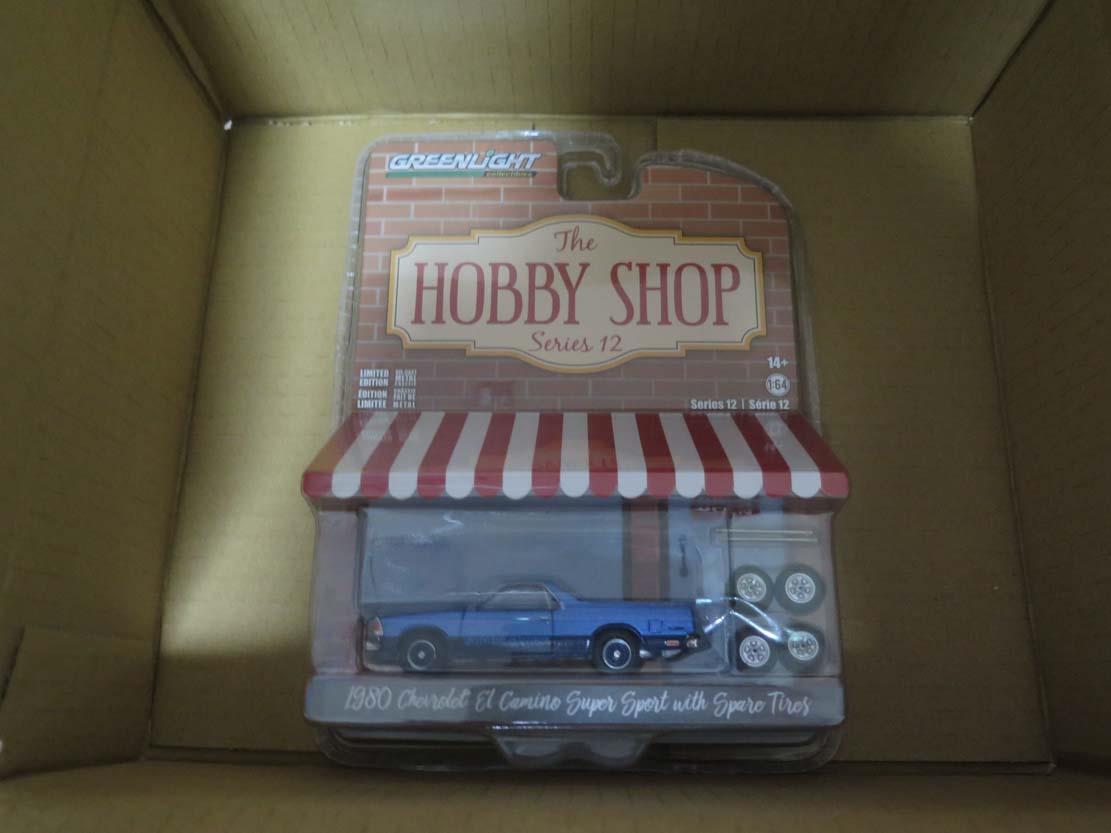 GREENLiGHT
collectibles
The
HOBBY SHOP
Series 12
14+
1:64
LIMITED EDITION
ÉDITION LIMITÉE
Series 12 | Série 12
1980 Chevrolet El Camino Super Sport with Spare Tires